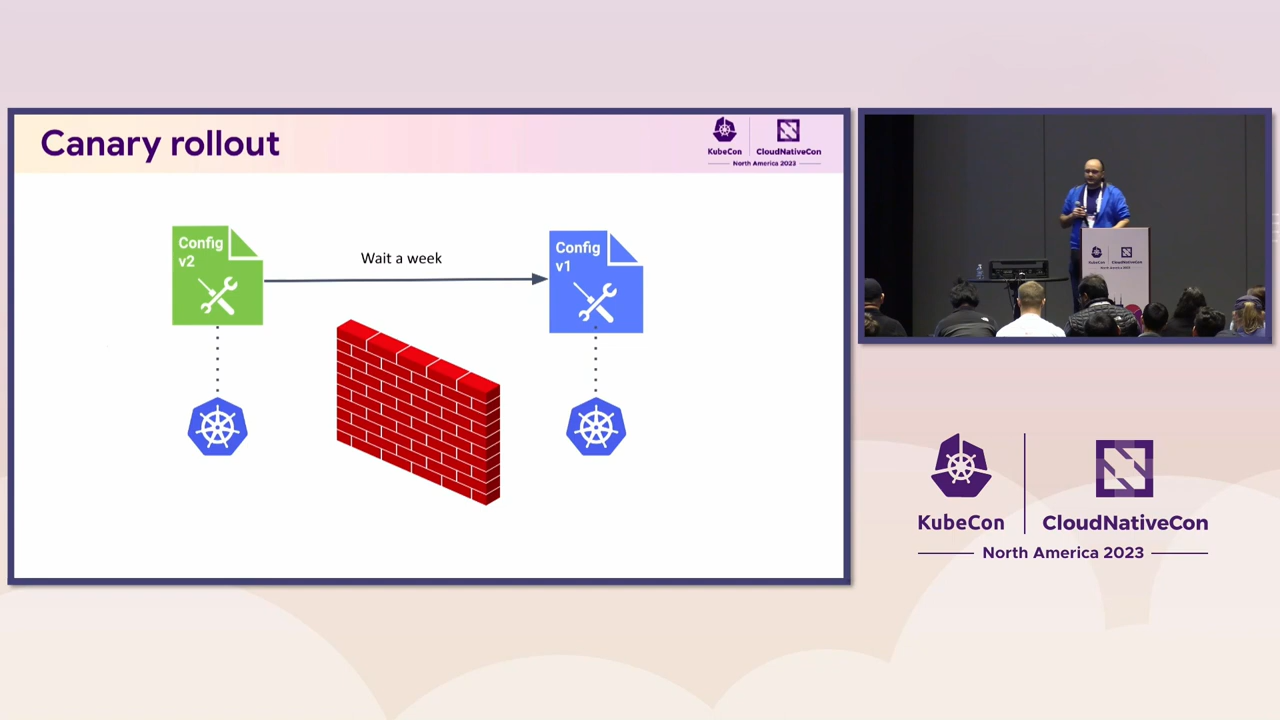 Canary rollout
KubeCon
CloudNativeCon
North America 2023
Config
v2
Wait a week
Config
v1
KubeCon
CloudNativeCon
North America 2023